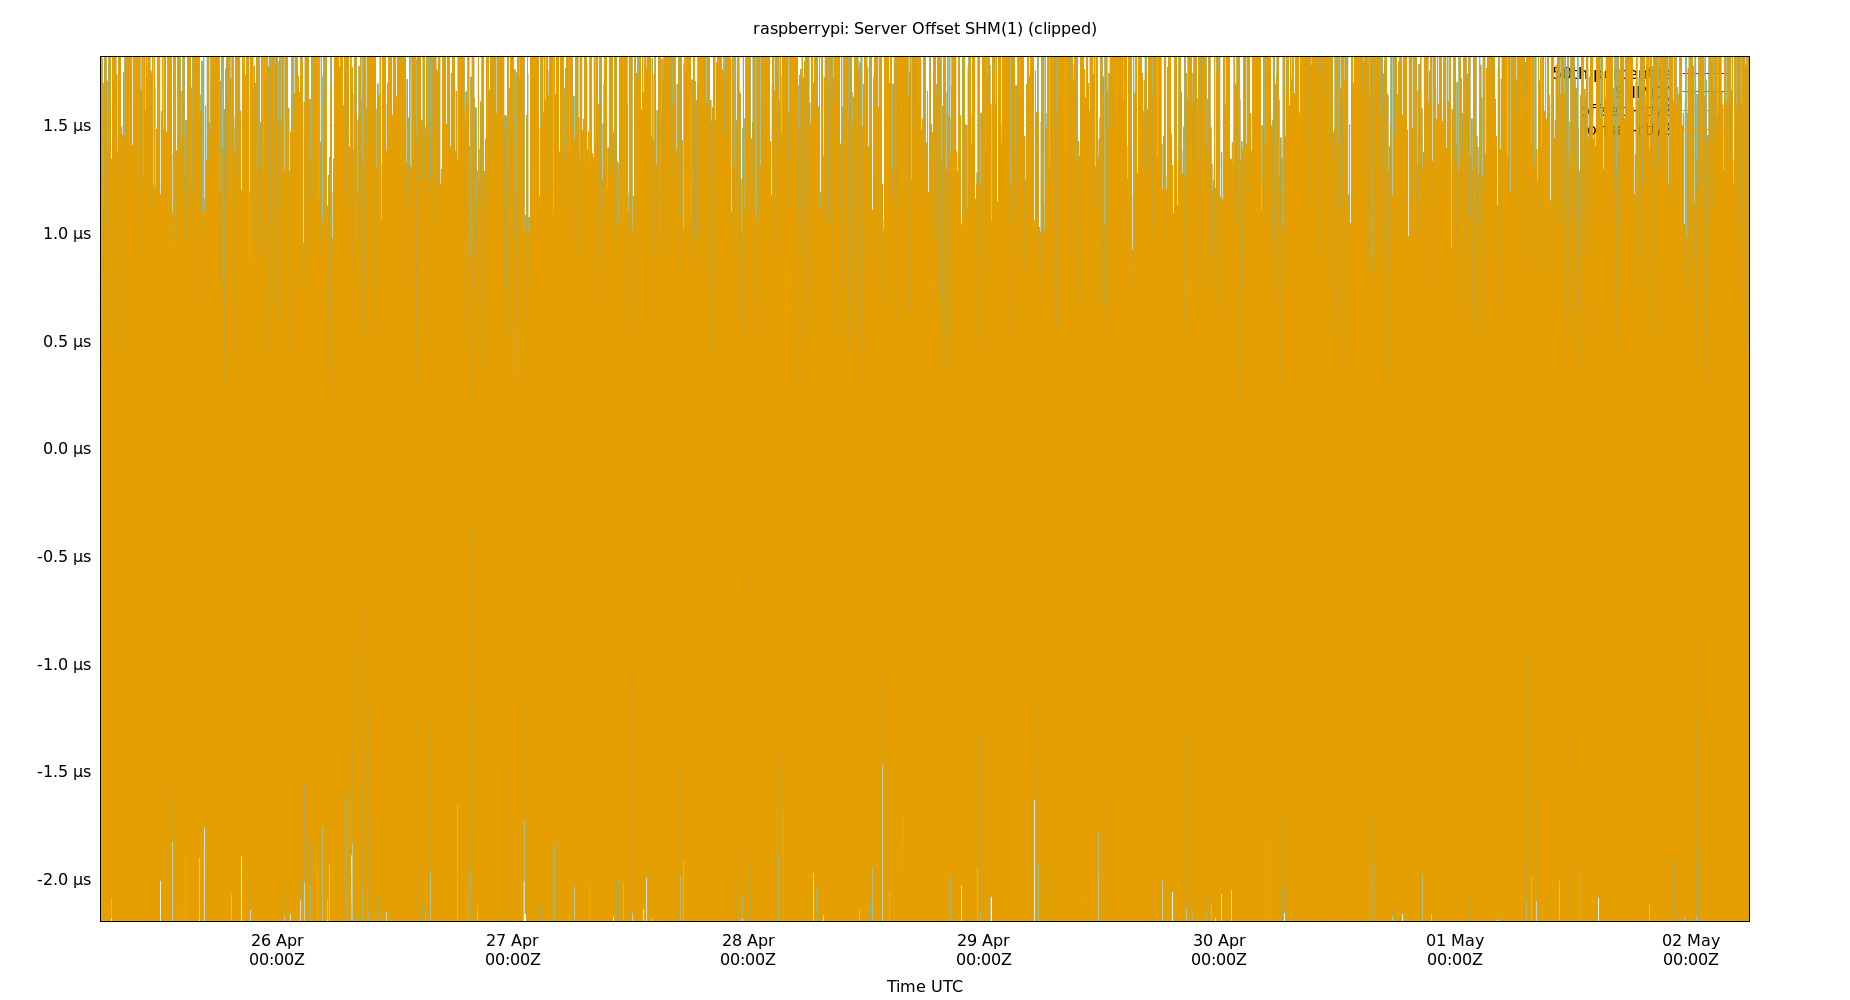 raspberrypi: Server Offset SHM(1) (clipped)
1.5 µs
1.0 µs
0.5 µs
0.0 µs
-0.5 µs
-1.0 µs
-1.5 µs
-2.0 µs
26 Apr 27 Apr 28 Apr 29 Apr 30 Apr 01 May 02 May
00:00Z 00:00Z 00:00Z 00:00Z 00:00Z 00:00Z 00:00Z
Time UTC